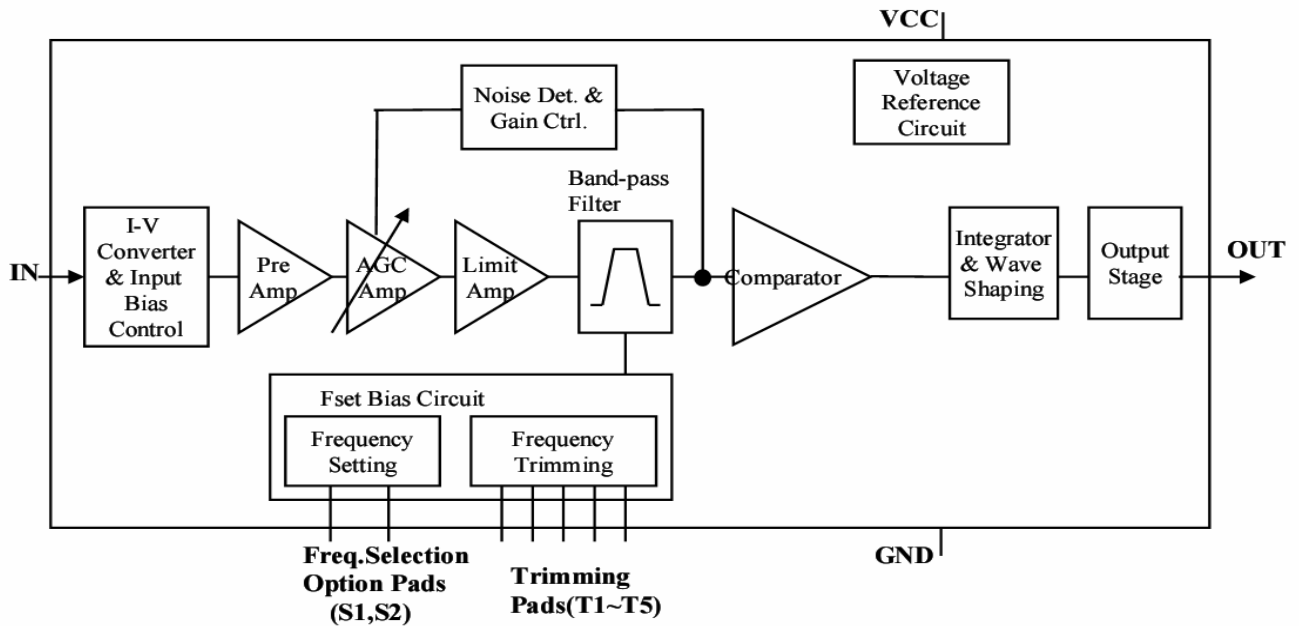 VCC
Noise Det. &
Gain Ctrl.
Voltage
Reference
Circuit
Band-pass
Filter
IN
I-V
Converter
& Input
Bias
Control
Pre
Amp
AGC
Amp
Limit
Amp
Comparator
Integrator
& Wave
Shaping
Output
Stage
OUT
Fset Bias Circuit
Frequency
Setting
Frequency
Trimming
Freq.Selection
Option Pads
(S1,S2)
Trimming
Pads(T1~T5)
GND